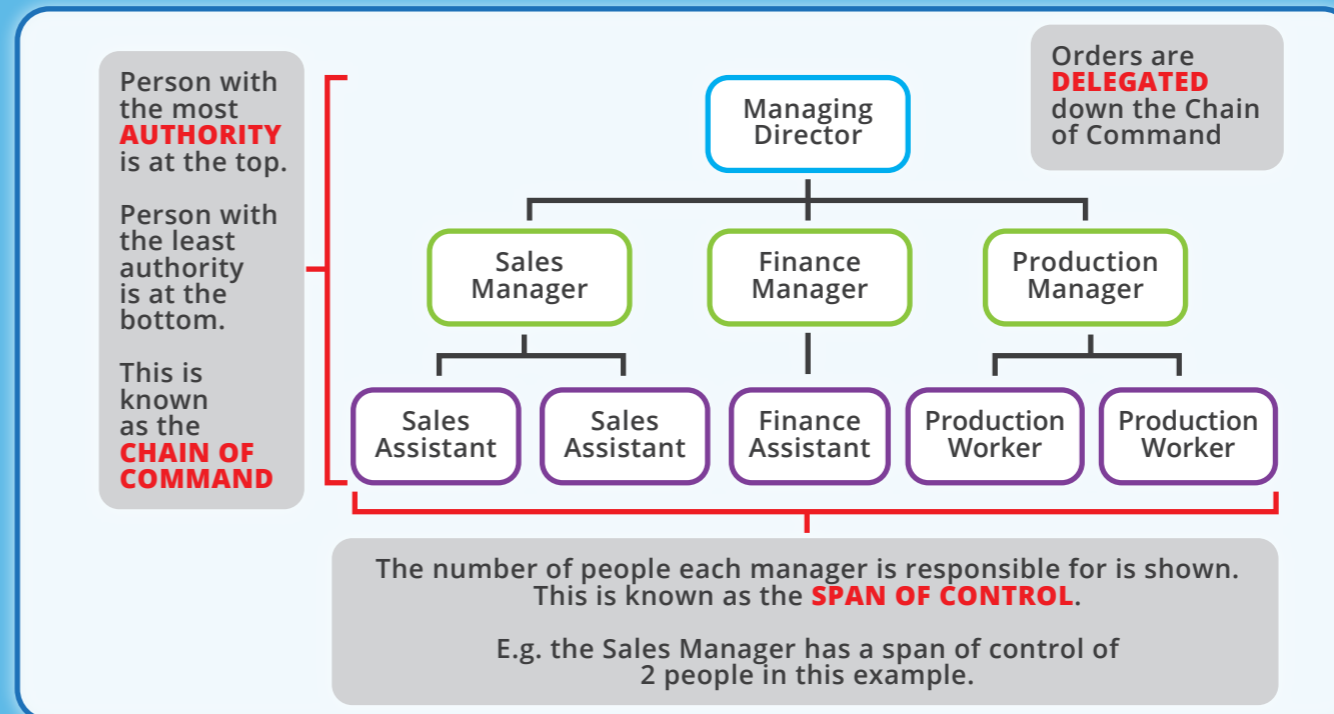 Person with
the most
AUTHORITY
is at the top.
Person with
the least
authority
is at the
bottom.
This is
known
as the
CHAIN OF
COMMAND
Orders are
DELEGATED
down the Chain
of Command
Managing
Director
Sales
Manager
Finance
Manager
Production
Manager
Sales
Assistant
Sales
Assistant
Finance
Assistant
Production
Worker
Production
Worker
The number of people each manager is responsible for is shown.
This is known as the SPAN OF CONTROL.
E.g. the Sales Manager has a span of control of
2 people in this example.